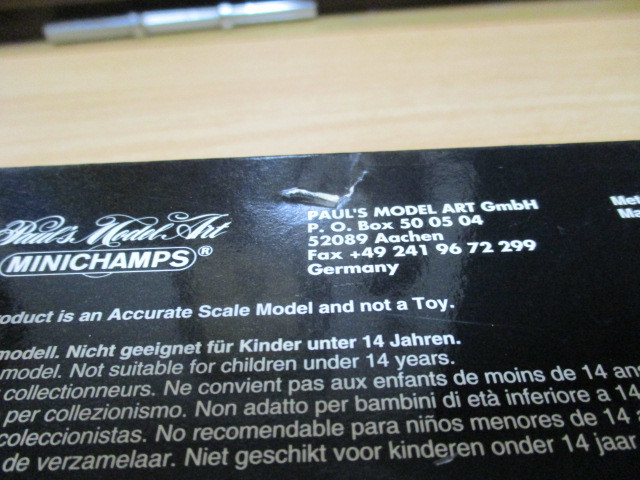 Paul's Model Art
MINICHAMPS®
PAUL'S MODEL ART GmbH
P. O. Box 50 05 04
52089 Aachen
Fax +49 241 96 72 299
Germany
Met
M
roduct is an Accurate Scale Model and not a Toy.
modell. Nicht geeignet für Kinder unter 14 Jahren.
model. Not suitable for children under 14 years.
collectionneurs. Ne convient pas aux enfants de moins de 14 ans
per collezionismo. Non adatto per bambini di età inferiore a 14
coleccionistas. No recomendable para niños menores de 14 a
de verzamelaar. Niet geschikt voor kinderen onder 14 jaar